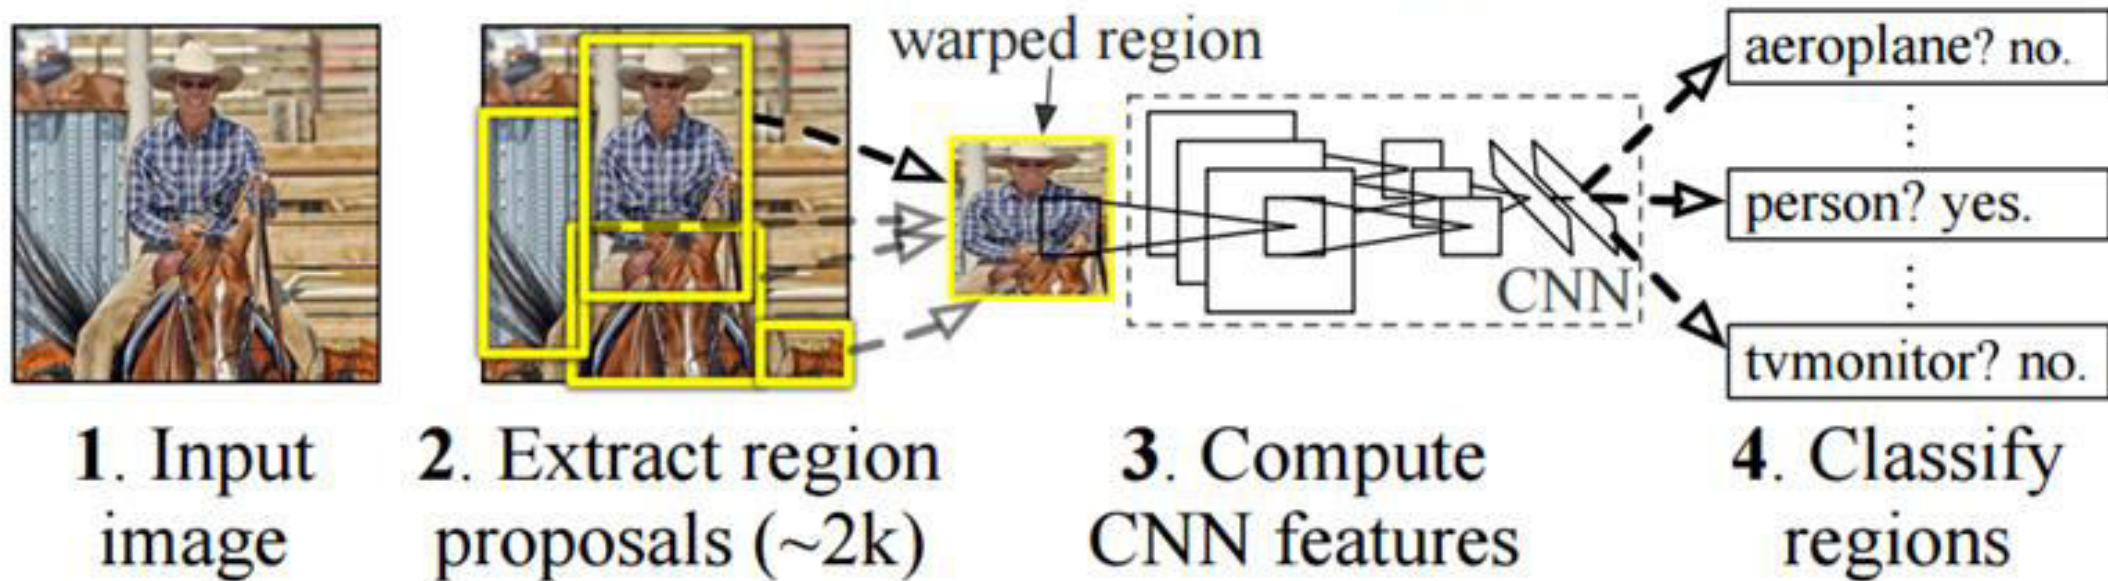 warped region
aeroplane? no.
person? yes.
CNN
tvmonitor? no.
1. Input
image
2. Extract region
proposals (~2k)
3. Compute
CNN features
4. Classify
regions